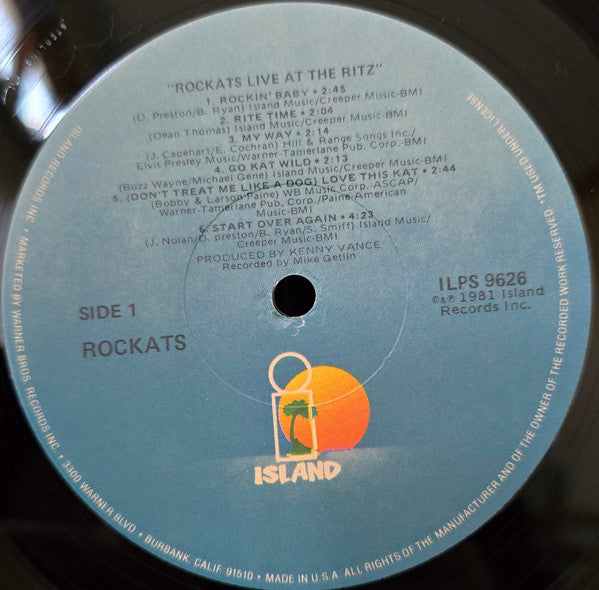 "ROCKATS LIVE AT THE RITZ"
1. ROCKIN' BABY • 2:45
(D. Preston/B. Ryan) Island Music/Creeper Music-BMI
2. RITE TIME • 2:04
(Dean Thomas) Island Music/Creeper Music-BMI
3. MY WAY • 2:14
(J. Capehart/E. Cochran) Hill & Range Songs Inc./
Elvis Presley Music/Warner-Tamerlane Pub. Corp.-BMI
4. GO KAT WILD • 2:13
(Buzz Wayne/Michael Gene) Island Music/Creeper Music-BMI
5. (DON'T TREAT ME LIKE A DOG) LOVE THIS KAT • 2:44
(Bobby & Larson Paine) WB Music Corp.-ASCAP/
Warner-Tamerlane Pub. Corp./Paine American
Music-BMI
6. START OVER AGAIN • 4:23
(J. Nolan/D. preston/B. Ryan/S. Smiff) Island Music/
Creeper Music-BMI
PRODUCED BY KENNY VANCE
Recorded by Mike Getlin
SIDE 1
ROCKATS
ILPS 9626
©&℗ 1981 Island
Records Inc.
ISLAND
ISLAND RECORDS INC. • MARKETED BY WARNER BROS. RECORDS INC. • 3300 WARNER BLVD. • BURBANK, CALIF. 91510 • MADE IN U.S.A. ALL RIGHTS OF THE MANUFACTURER AND OF THE OWNER OF THE RECORDED WORK RESERVED • TM USED UNDER LICENSE